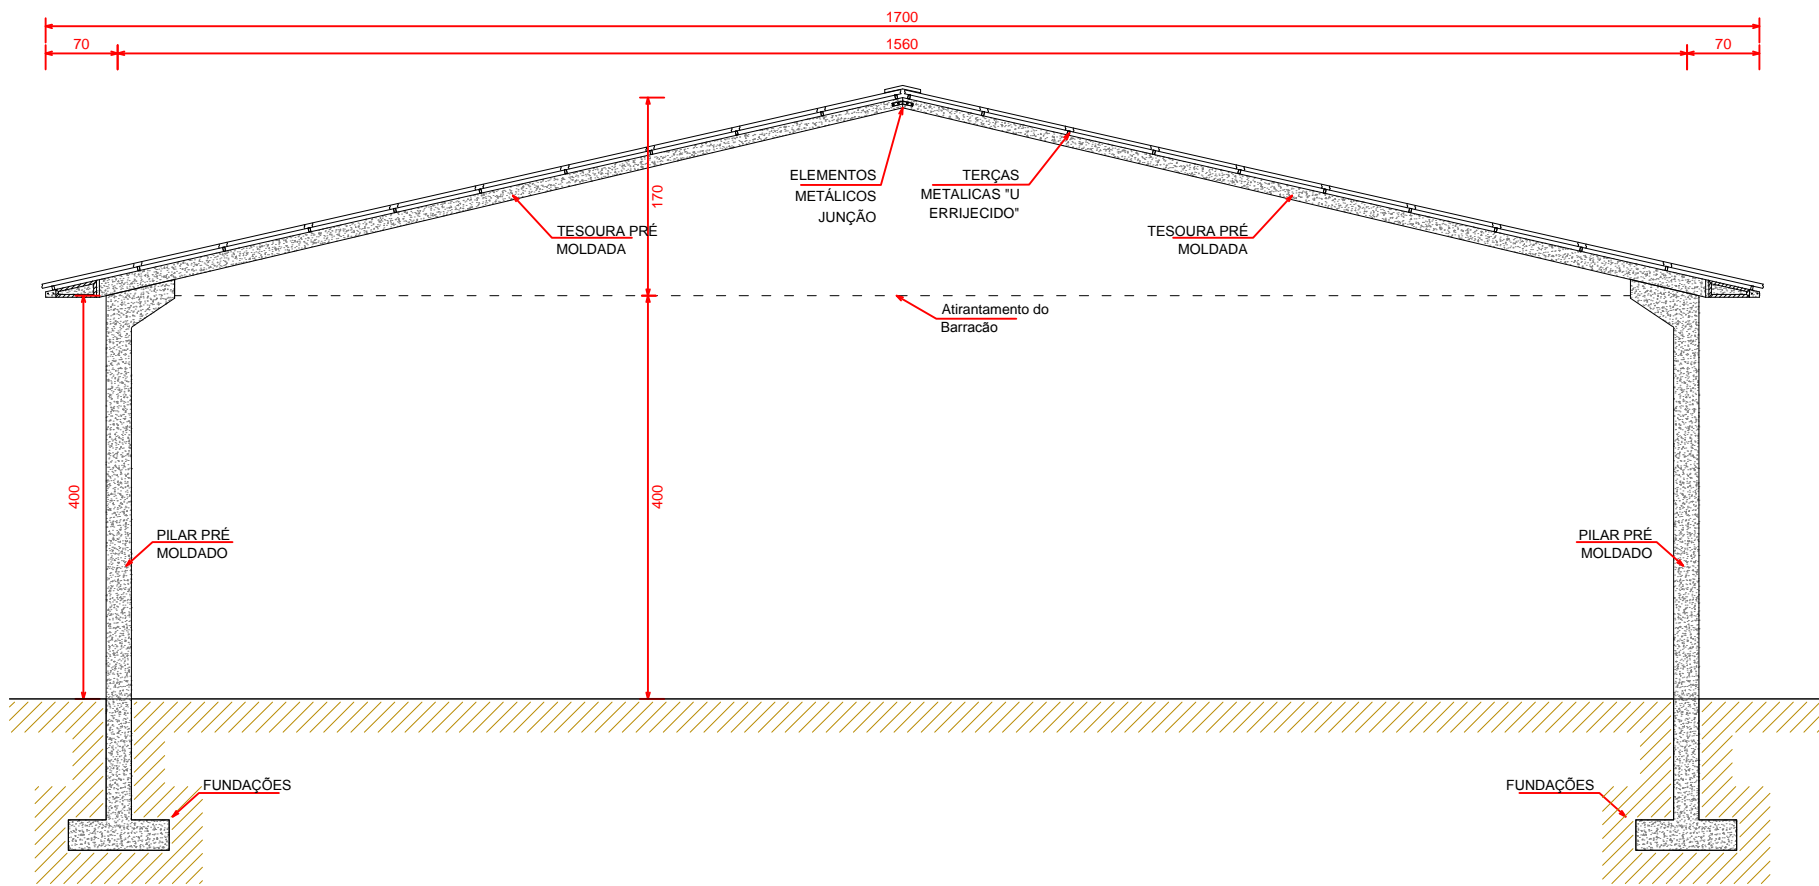 1700
70
1560
70
ELEMENTOS
METÁLICOS
JUNÇÃO
TERÇAS
METALICAS "U
ERRIJECIDO"
170
TESOURA PRÉ
MOLDADA
TESOURA PRÉ
MOLDADA
Atirantamento do
Barracão
400
400
PILAR PRÉ
MOLDADO
PILAR PRÉ
MOLDADO
FUNDAÇÕES
FUNDAÇÕES